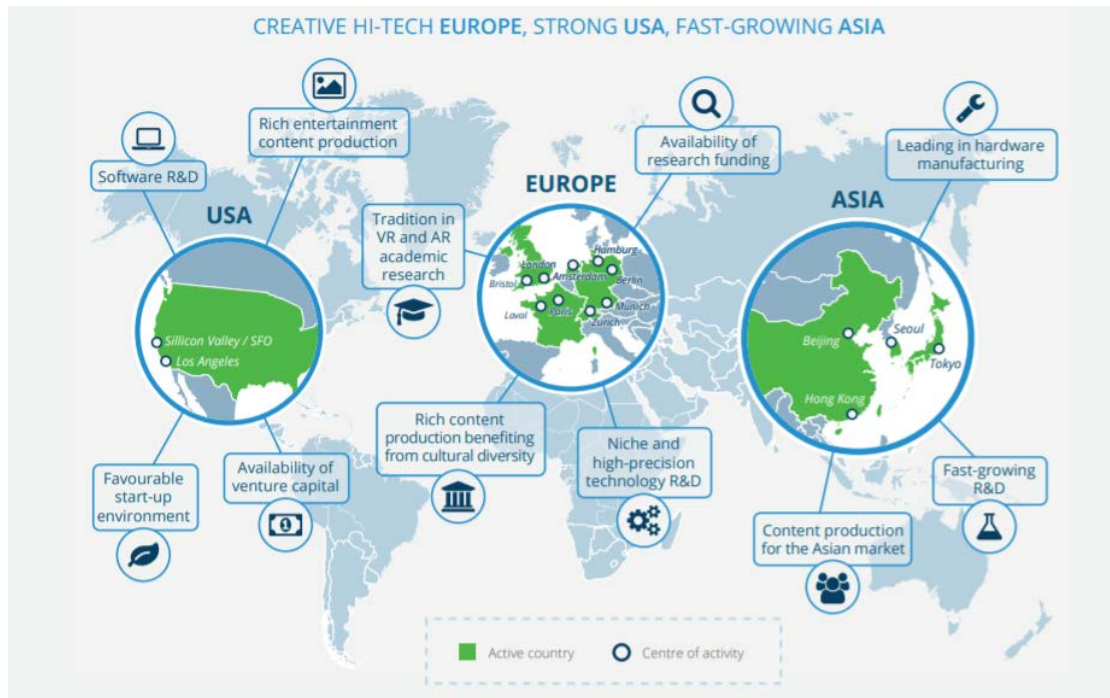 CREATIVE HI-TECH EUROPE, STRONG USA, FAST-GROWING ASIA
Rich entertainment
content production
Software R&D
USA
Sillicon Valley / SFO
Los Angeles
Favourable
start-up
environment
Availability of
venture capital
Tradition in
VR and AR
academic
research
EUROPE
Availability of
research funding
Hamburg
London
Amsterdam
Berlin
Bristol
Munich
Laval
Paris
Zurich
Rich content
production benefiting
from cultural diversity
Niche and
high-precision
technology R&D
Leading in hardware
manufacturing
ASIA
Beijing
Seoul
Tokyo
Hong Kong
Fast-growing
R&D
Content production
for the Asian market
Active country
Centre of activity